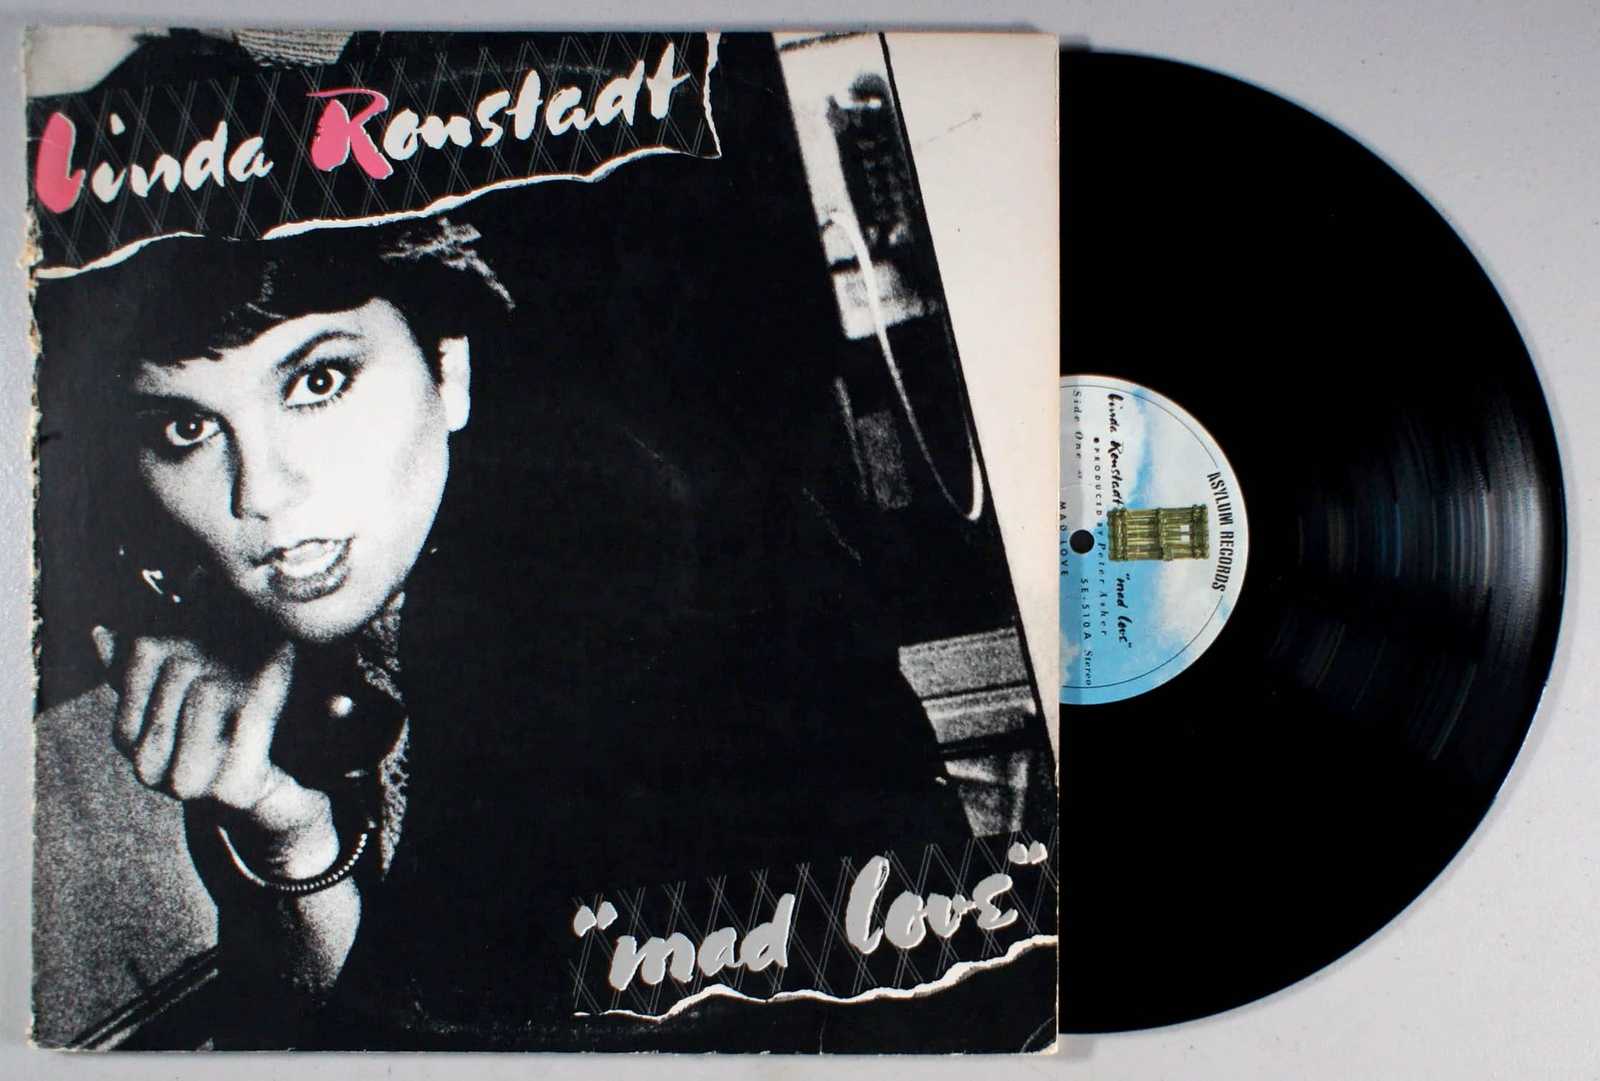 Linda Ronstadt
"mad love"
ASYLUM RECORDS
Linda Ronstadt "mad love"
● PRODUCED BY Peter Asher
Side One SE-510 A Stereo
MAD LOVE